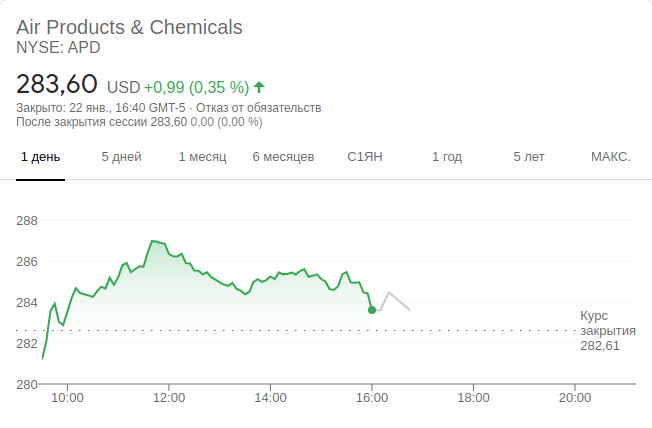 Air Products & Chemicals
NYSE: APD
283,60 USD +0,99 (0,35 %)
Закрыто: 22 янв., 16:40 GMT-5 · Отказ от обязательств
После закрытия сессии 283,60 0,00 (0,00 %)
1 день 5 дней 1 месяц 6 месяцев С1ЯН 1 год 5 лет МАКС.
288
286
284
282
280
Курс
закрытия
282,61
10:00 12:00 14:00 16:00 18:00 20:00